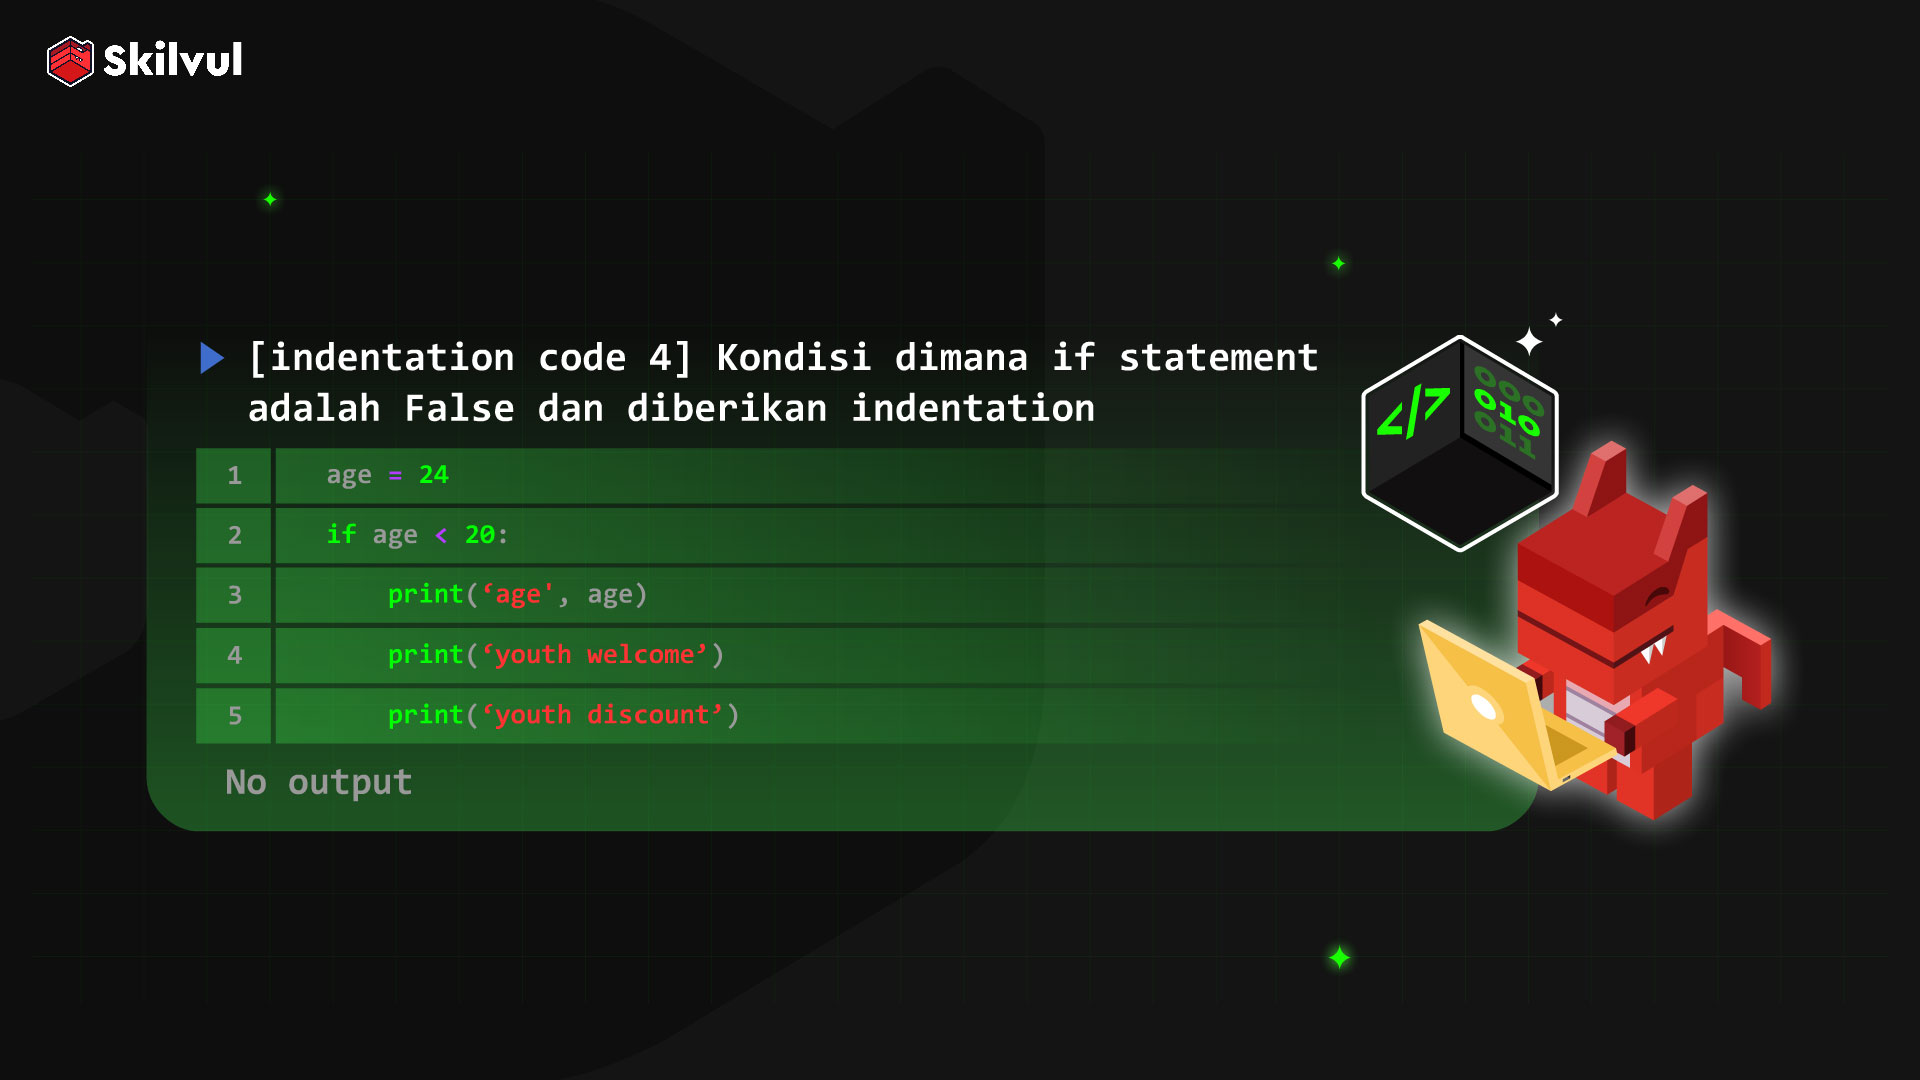 Skilvul
[indentation code 4] Kondisi dimana if statement
adalah False dan diberikan indentation
1 age = 24
2 if age < 20:
3 print(‘age', age)
4 print(‘youth welcome’)
5 print(‘youth discount’)
No output
</>
000
010
011